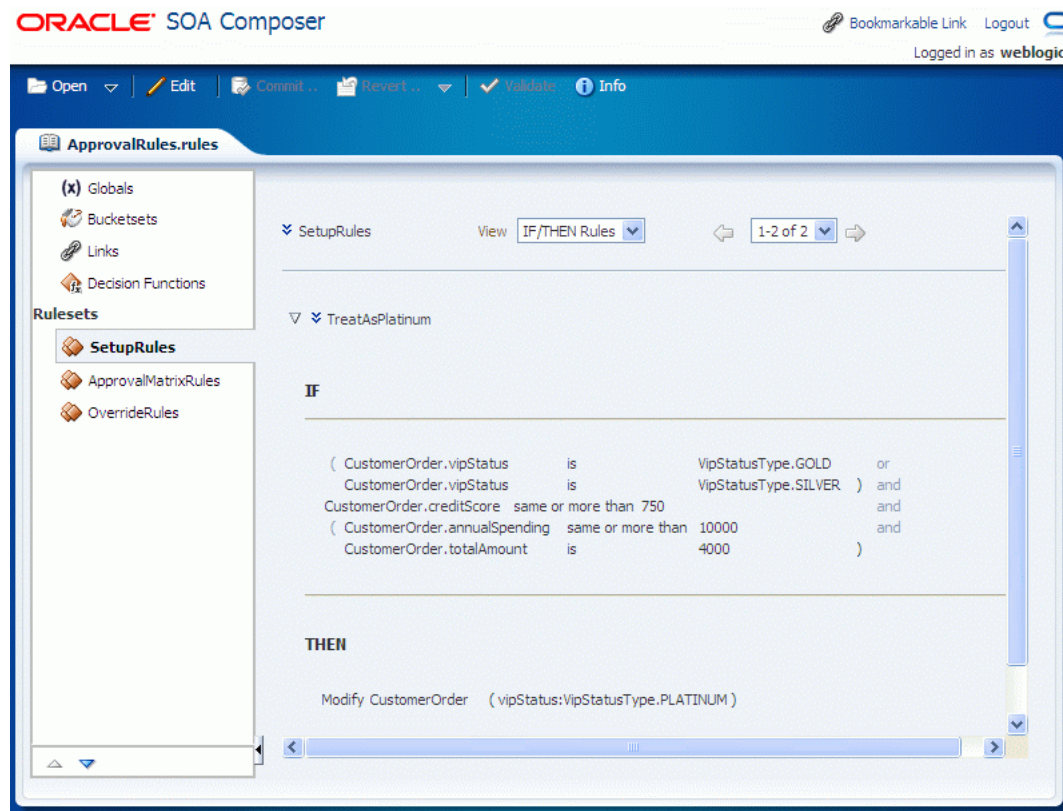 ORACLE SOA Composer
Bookmarkable Link Logout
Logged in as weblogic
Open Edit Commit .. Revert .. Validate Info
ApprovalRules.rules
(x) Globals
Bucketsets
Links
Decision Functions
Rulesets
SetupRules
ApprovalMatrixRules
OverrideRules
SetupRules View IF/THEN Rules 1-2 of 2
TreatAsPlatinum
IF
( CustomerOrder.vipStatus is VipStatusType.GOLD or
CustomerOrder.vipStatus is VipStatusType.SILVER ) and
CustomerOrder.creditScore same or more than 750 and
( CustomerOrder.annualSpending same or more than 10000 and
CustomerOrder.totalAmount is 4000 )
THEN
Modify CustomerOrder ( vipStatus:VipStatusType.PLATINUM )